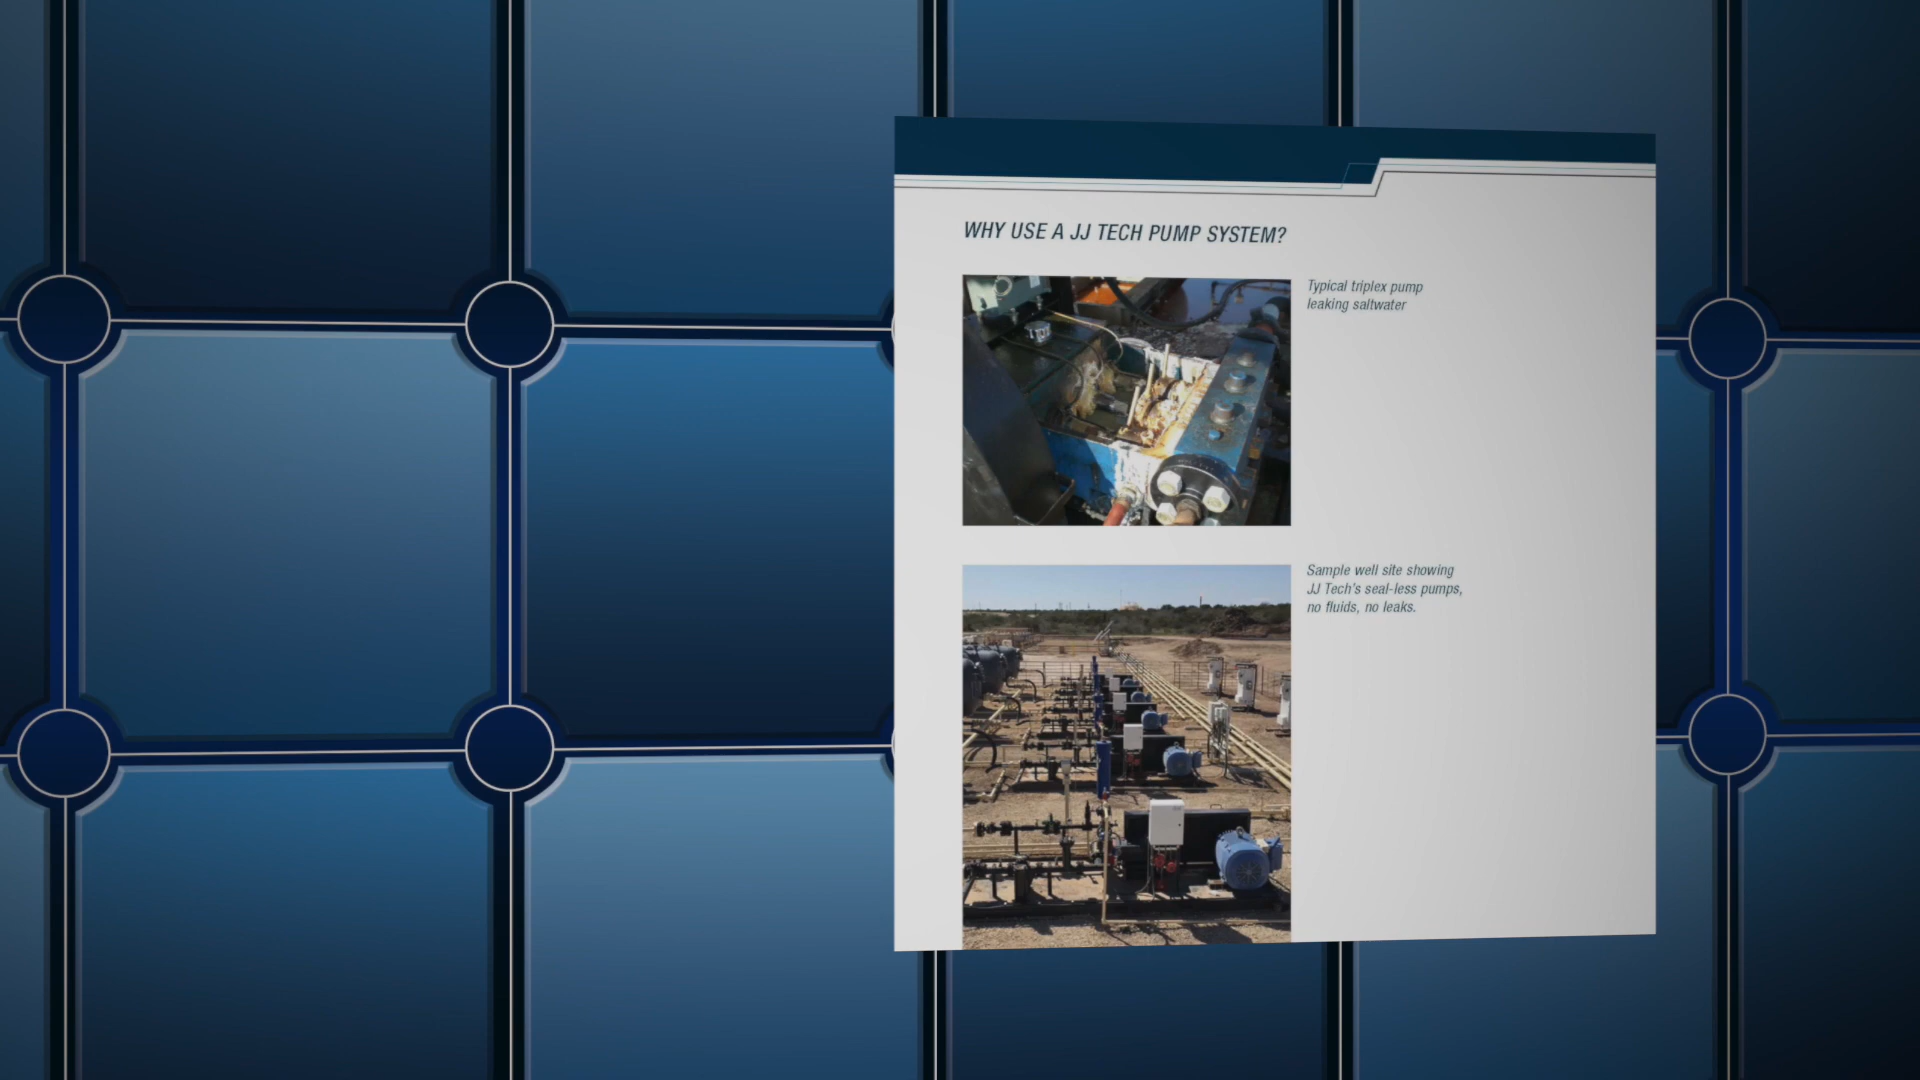 WHY USE A JJ TECH PUMP SYSTEM?
Typical triplex pump
leaking saltwater
Sample well site showing
JJ Tech's seal-less pumps,
no fluids, no leaks.